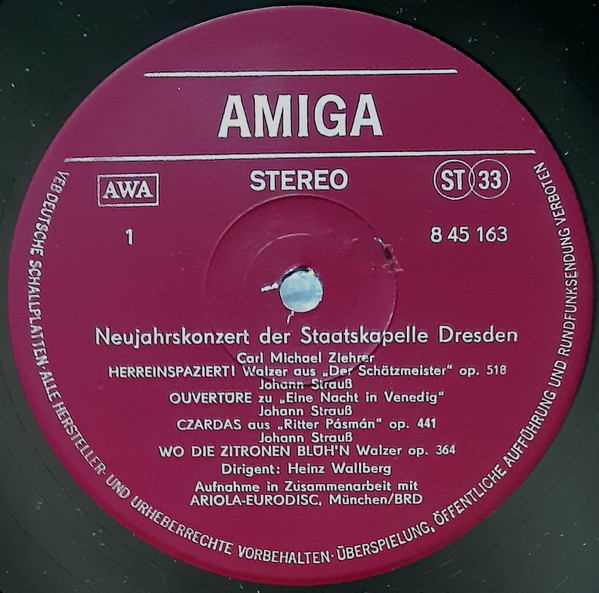 AMIGA
AWA
STEREO
ST 33
1
8 45 163
Neujahrskonzert der Staatskapelle Dresden
Carl Michael Ziehrer
HERREINSPAZIERT! Walzer aus „Der Schätzmeister“ op. 518
Johann Strauß
OUVERTÜRE zu „Eine Nacht in Venedig“
Johann Strauß
CZARDAS aus „Ritter Pásmán“ op. 441
Johann Strauß
WO DIE ZITRONEN BLÜH'N Walzer op. 364
Dirigent: Heinz Wallberg
Aufnahme in Zusammenarbeit mit
ARIOLA-EURODISC, München/BRD
VEB DEUTSCHE SCHALLPLATTEN · ALLE HERSTELLER- UND URHEBERRECHTE VORBEHALTEN · ÜBERSPIELUNG, ÖFFENTLICHE AUFFÜHRUNG UND RUNDFUNKSENDUNG VERBOTEN